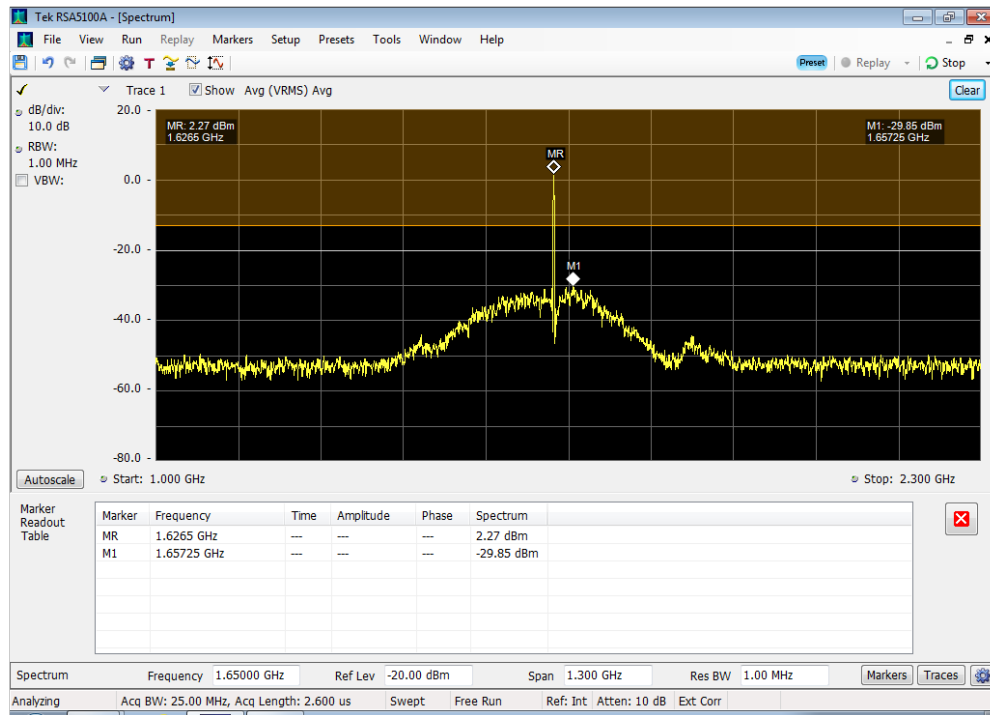 Tek RSA5100A - [Spectrum]
File View Run Replay Markers Setup Presets Tools Window Help
T Preset Replay Stop
Trace 1 Show Avg (VRMS) Avg Clear
dB/div:
10.0 dB
RBW:
1.00 MHz
VBW:
20.0
0.0
-20.0
-40.0
-60.0
-80.0
MR: 2.27 dBm
1.6265 GHz
M1: -29.85 dBm
1.65725 GHz
MR
M1
Autoscale Start: 1.000 GHz Stop: 2.300 GHz
Marker
Readout
Table
Marker Frequency Time Amplitude Phase Spectrum
MR 1.6265 GHz --- --- --- 2.27 dBm
M1 1.65725 GHz --- --- --- -29.85 dBm
Spectrum Frequency 1.65000 GHz Ref Lev -20.00 dBm Span 1.300 GHz Res BW 1.00 MHz Markers Traces
Analyzing Acq BW: 25.00 MHz, Acq Length: 2.600 us Swept Free Run Ref: Int Atten: 10 dB Ext Corr